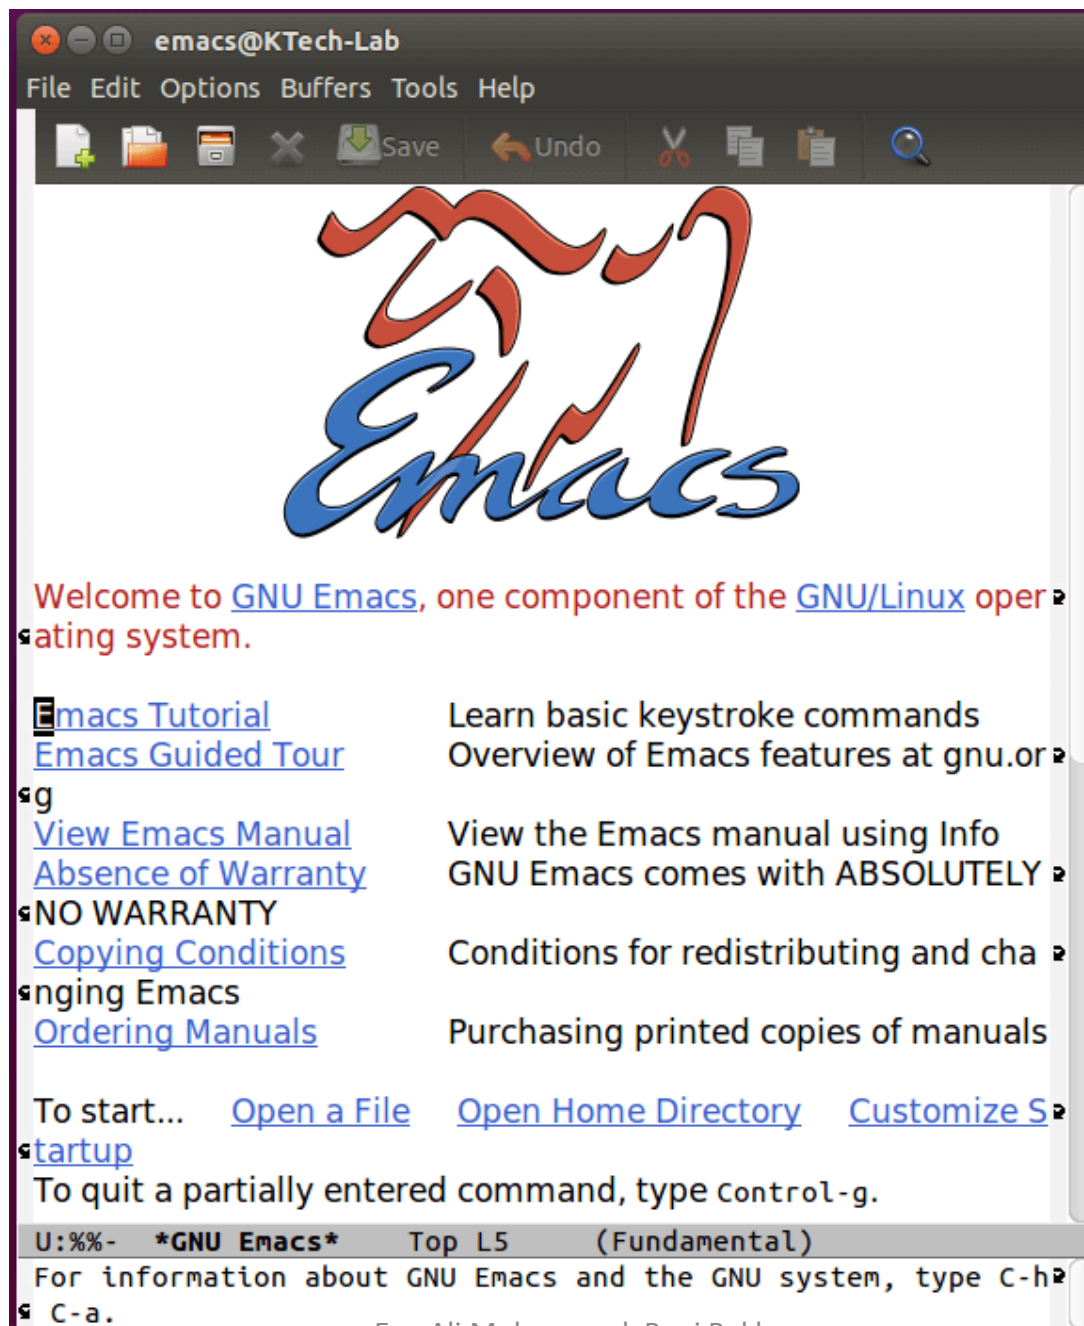 emacs@KTech-Lab
File Edit Options Buffers Tools Help
Save Undo
Emacs
Welcome to GNU Emacs, one component of the GNU/Linux oper
ating system.
Emacs Tutorial Learn basic keystroke commands
Emacs Guided Tour Overview of Emacs features at gnu.or
g
View Emacs Manual View the Emacs manual using Info
Absence of Warranty GNU Emacs comes with ABSOLUTELY
NO WARRANTY
Copying Conditions Conditions for redistributing and cha
nging Emacs
Ordering Manuals Purchasing printed copies of manuals
To start... Open a File Open Home Directory Customize S
tartup
To quit a partially entered command, type Control-g.
U:%%- *GNU Emacs* Top L5 (Fundamental)
For information about GNU Emacs and the GNU system, type C-h
C-a.